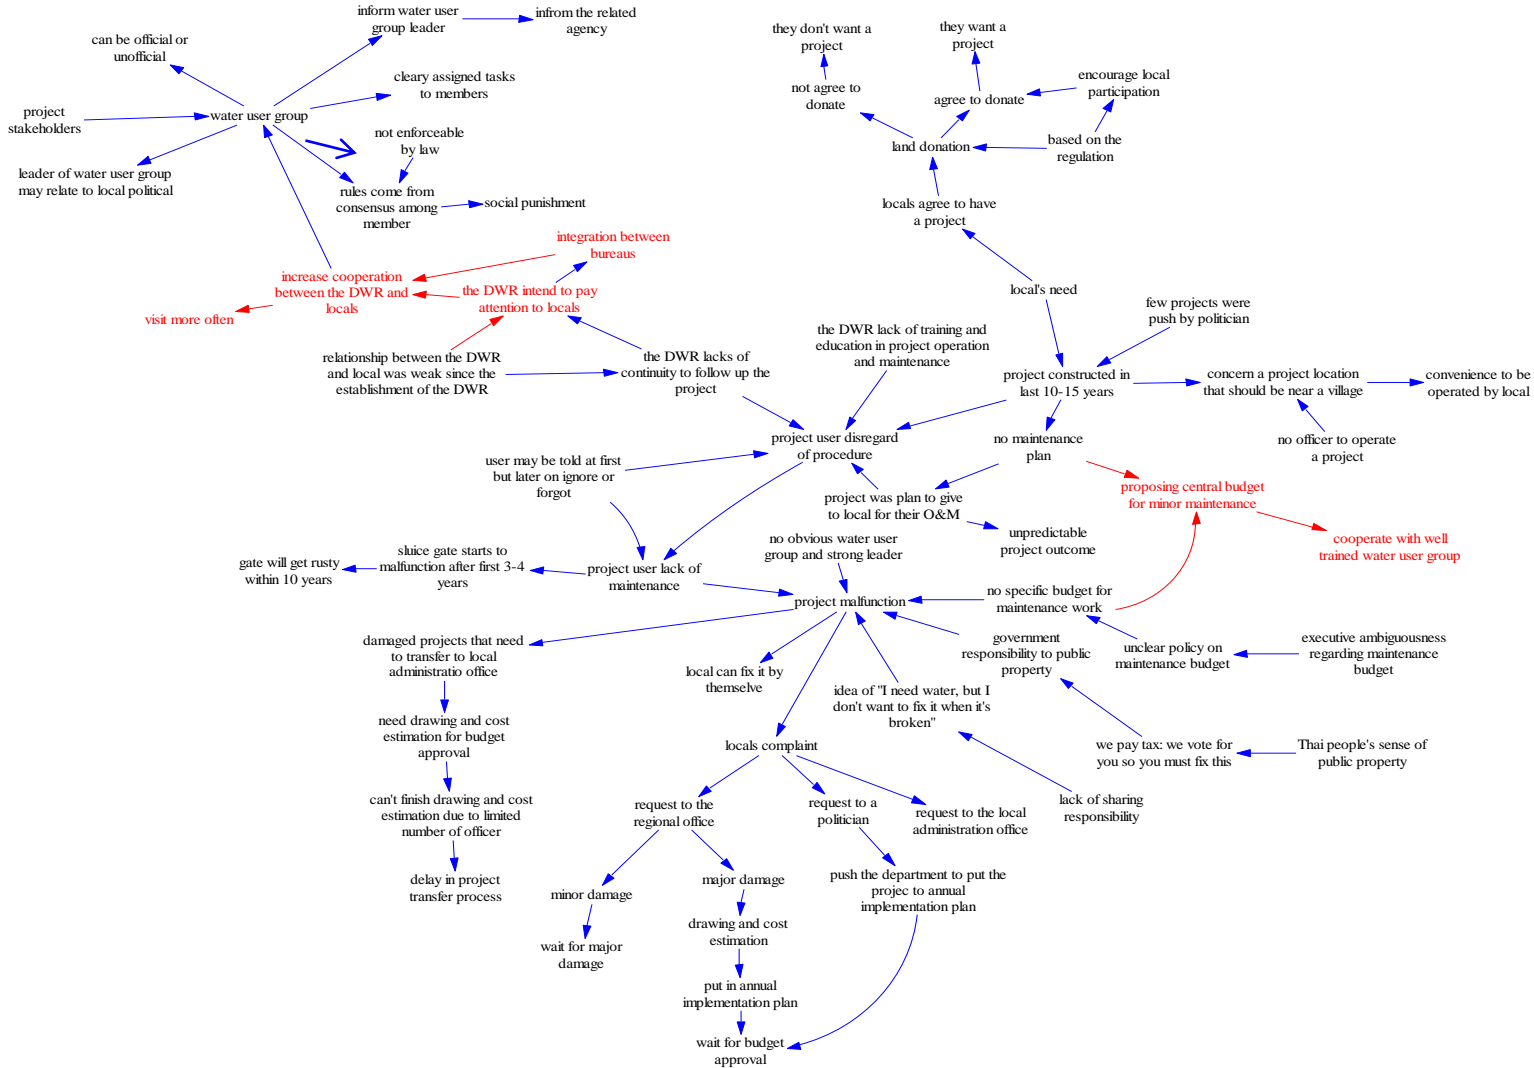 inform water user
group leader
infrom the related
agency
can be official or
unofficial
cleary assigned tasks
to members
project
stakeholders
water user group
not enforceable
by law
leader of water user group
may relate to local political
rules come from
consensus among
member
social punishment
they don't want a
project
they want a
project
not agree to
donate
agree to donate
encourage local
participation
land donation
based on the
regulation
locals agree to have
a project
integration between
bureaus
increase cooperation
between the DWR and
locals
the DWR intend to pay
attention to locals
visit more often
local's need
few projects were
push by politician
relationship between the DWR
and local was weak since the
establishment of the DWR
the DWR lacks of
continuity to follow up the
project
the DWR lack of training and
education in project operation
and maintenance
project constructed in
last 10-15 years
concern a project location
that should be near a village
convenience to be
operated by local
project user disregard
of procedure
no maintenance
plan
no officer to operate
a project
user may be told at first
but later on ignore or
forgot
project was plan to give
to local for their O&M
proposing central budget
for minor maintenance
unpredictable
project outcome
cooperate with well
trained water user group
no obvious water user
group and strong leader
gate will get rusty
within 10 years
sluice gate starts to
malfunction after first 3-4
years
project user lack of
maintenance
project malfunction
no specific budget for
maintenance work
damaged projects that need
to transfer to local
administratio office
local can fix it by
themselve
government
responsibility to public
property
unclear policy on
maintenance budget
executive ambiguousness
regarding maintenance
budget
idea of "I need water, but I
don't want to fix it when it's
broken"
need drawing and cost
estimation for budget
approval
locals complaint
we pay tax: we vote for
you so you must fix this
Thai people's sense of
public property
can't finish drawing and cost
estimation due to limited
number of officer
request to the
regional office
request to a
politician
request to the local
administration office
lack of sharing
responsibility
delay in project
transfer process
minor damage
major damage
push the department to put the
projec to annual
implementation plan
wait for major
damage
drawing and cost
estimation
put in annual
implementation plan
wait for budget
approval